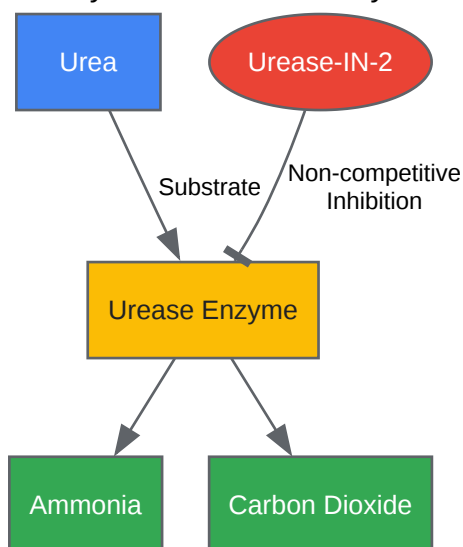 Urea
Urease-IN-2
Substrate
Non-competitive
Inhibition
Urease Enzyme
Ammonia
Carbon Dioxide